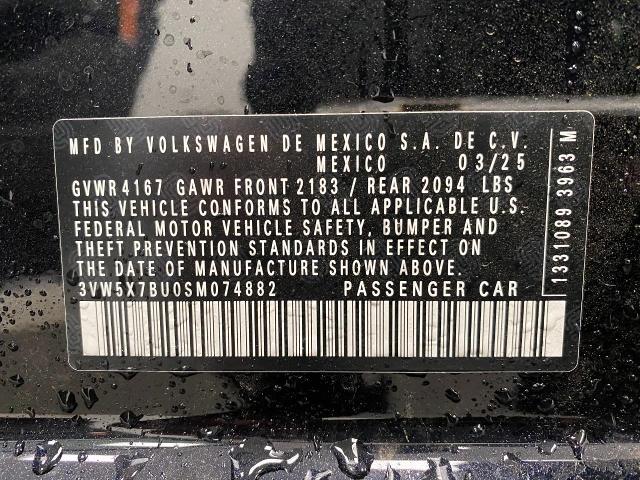 MFD BY VOLKSWAGEN DE MEXICO S.A. DE C.V.
MEXICO 03/25
GVWR4167 GAWR FRONT 2183 / REAR 2094 LBS
THIS VEHICLE CONFORMS TO ALL APPLICABLE U.S.
FEDERAL MOTOR VEHICLE SAFETY, BUMPER AND
THEFT PREVENTION STANDARDS IN EFFECT ON
THE DATE OF MANUFACTURE SHOWN ABOVE.
3VW5X7BU0SM074882 PASSENGER CAR
1331089 3963 M